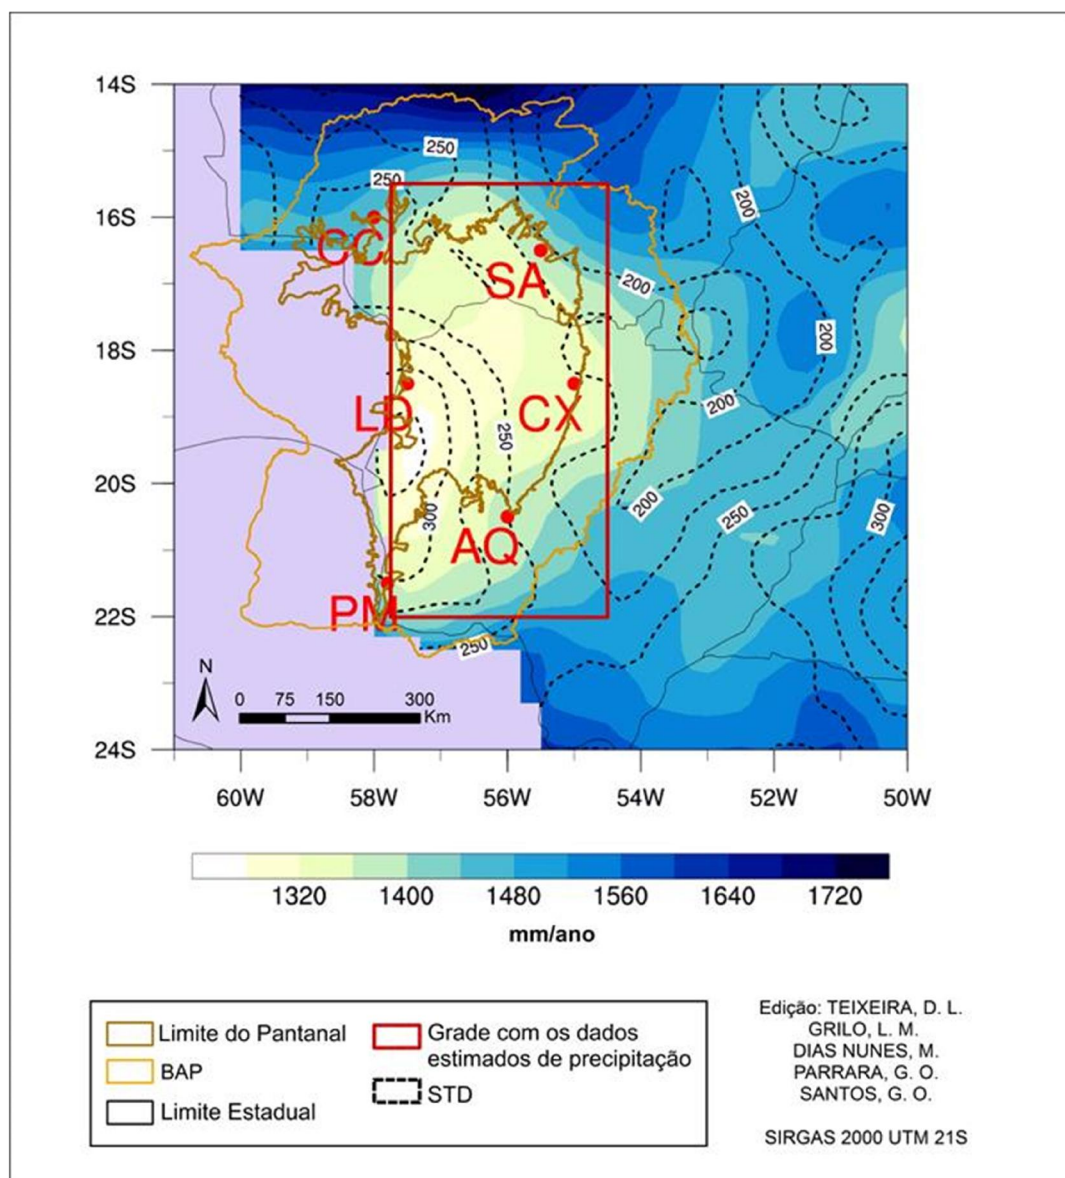 14S
16S
18S
20S
22S
24S
250
250
200
200
200
200
250
200
250
300
300
250
CC
SA
LD
CX
AQ
PM
N
0 75 150 300
Km
60W 58W 56W 54W 52W 50W
1320 1400 1480 1560 1640 1720
mm/ano
Limite do Pantanal
BAP
Limite Estadual
Grade com os dados
estimados de precipitação
STD
Edição: TEIXEIRA, D. L.
GRILO, L. M.
DIAS NUNES, M.
PARRARA, G. O.
SANTOS, G. O.
SIRGAS 2000 UTM 21S